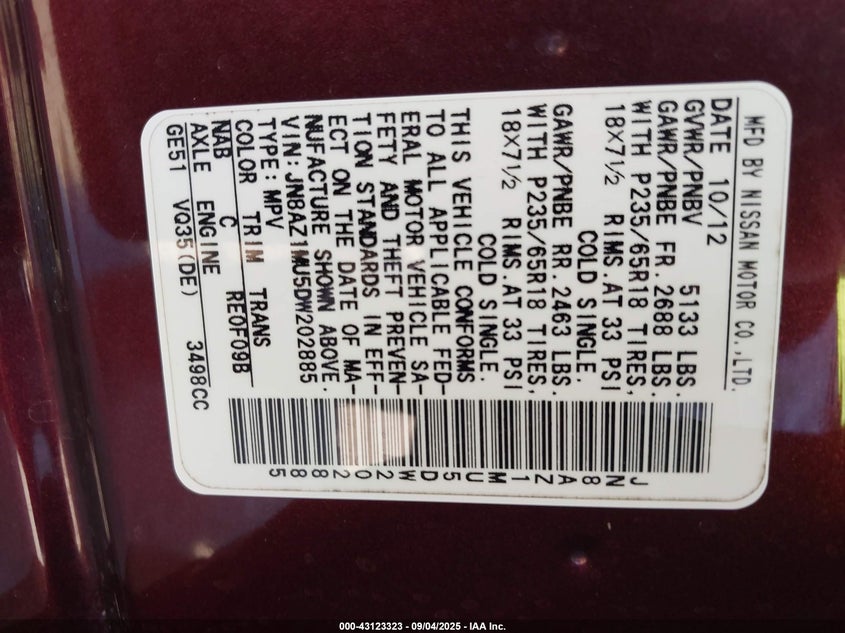 MFD BY NISSAN MOTOR CO.,LTD.
DATE 10/12
GVWR/PNBV 5133 LBS.
GAWR/PNBE FR. 2688 LBS.
WITH P235/65R18 TIRES,
18X7½ RIMS.AT 33 PSI
COLD SINGLE.
GAWR/PNBE RR. 2463 LBS.
WITH P235/65R18 TIRES,
18X7½ RIMS.AT 33 PSI
COLD SINGLE.
THIS VEHICLE CONFORMS
TO ALL APPLICABLE FED-
ERAL MOTOR VEHICLE SA-
FETY AND THEFT PREVEN-
TION STANDARDS IN EFF-
ECT ON THE DATE OF MA-
NUFACTURE SHOWN ABOVE.
VIN:JN8AZ1MU5DW202885
TYPE:MPV
COLOR TRIM TRANS
NAB C RE0F09B
AXLE ENGINE
GE51 VQ35(DE) 3498CC
JN8AZ1MU5DW202885
000-43123323 - 09/04/2025 - IAA Inc.